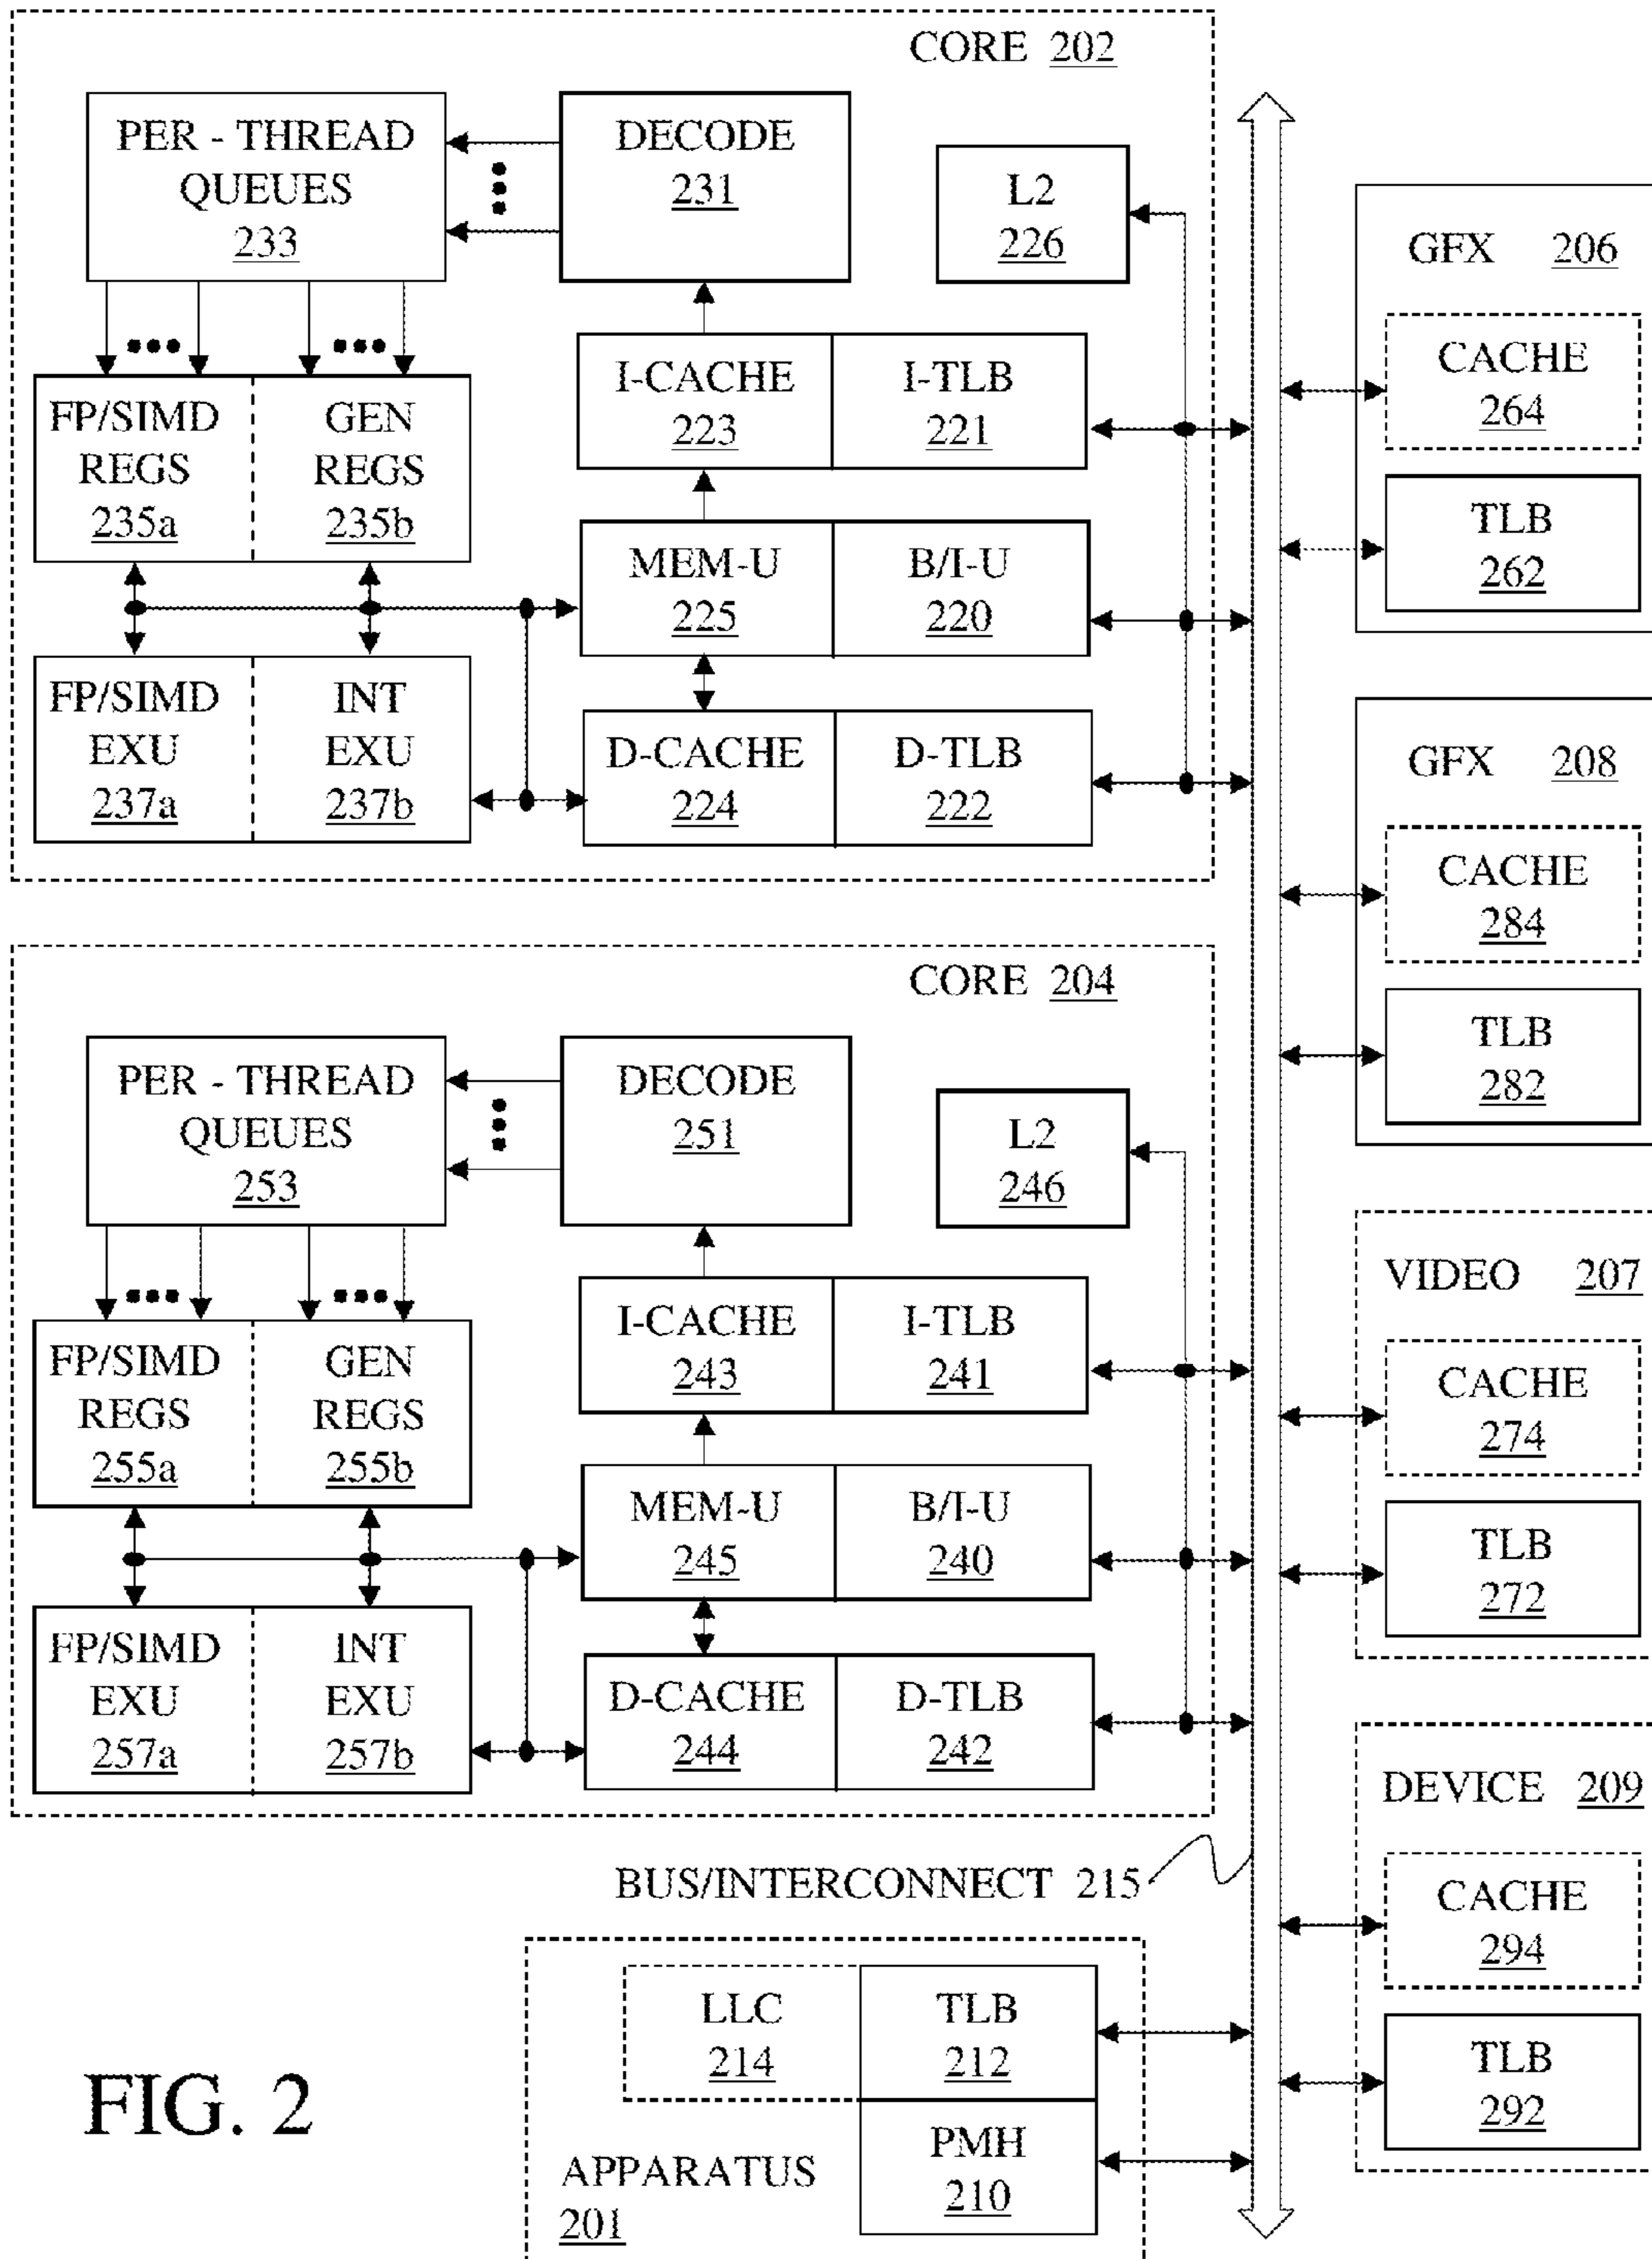 CORE 202
PER - THREAD
QUEUES
233
DECODE
231
L2
226
I-CACHE
223
I-TLB
221
FP/SIMD
REGS
235a
GEN
REGS
235b
MEM-U
225
B/I-U
220
FP/SIMD
EXU
237a
INT
EXU
237b
D-CACHE
224
D-TLB
222
GFX 206
CACHE
264
TLB
262
GFX 208
CACHE
284
TLB
282
CORE 204
PER - THREAD
QUEUES
253
DECODE
251
L2
246
I-CACHE
243
I-TLB
241
FP/SIMD
REGS
255a
GEN
REGS
255b
MEM-U
245
B/I-U
240
FP/SIMD
EXU
257a
INT
EXU
257b
D-CACHE
244
D-TLB
242
VIDEO 207
CACHE
274
TLB
272
DEVICE 209
CACHE
294
TLB
292
BUS/INTERCONNECT 215
LLC
214
TLB
212
PMH
210
APPARATUS
201
FIG. 2